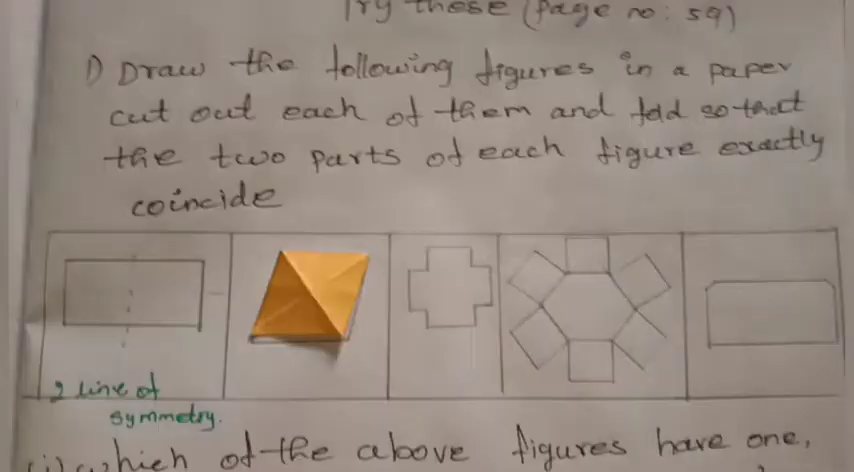 Try these (page no: 59)
1) Draw the following figures in a paper
cut out each of them and fold so that
the two parts of each figure exactly
coincide
2 line of
symmetry.
(i) which of the above figures have one,